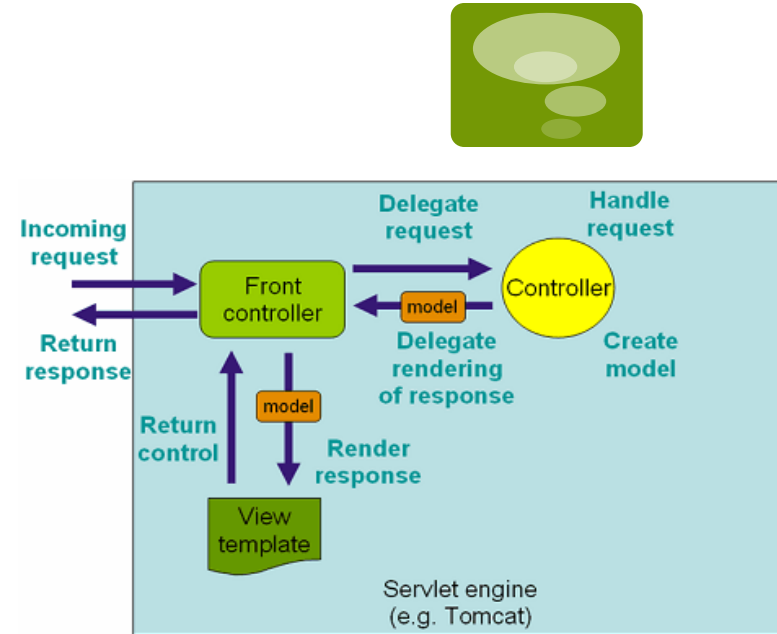 Incoming
request
Return
response
Delegate
request
Handle
request
Front
controller
model
Controller
Delegate
rendering
of response
Create
model
Return
control
model
Render
response
View
template
Servlet engine
(e.g. Tomcat)